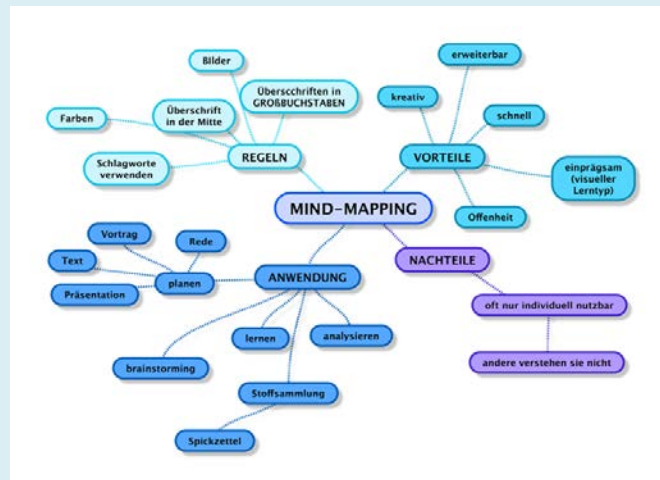 BIlder
Überscchriften in
GROßBUCHSTABEN
Überschrift
in der Mitte
Farben
Schlagworte
verwenden
REGELN
erweiterbar
kreativ
schnell
VORTEILE
einprägsam
(visueller
Lerntyp)
Offenheit
MIND-MAPPING
NACHTEILE
oft nur individuell nutzbar
andere verstehen sie nicht
Vortrag
Rede
Text
planen
Präsentation
ANWENDUNG
lernen
analysieren
brainstorming
Stoffsammlung
Spickzettel